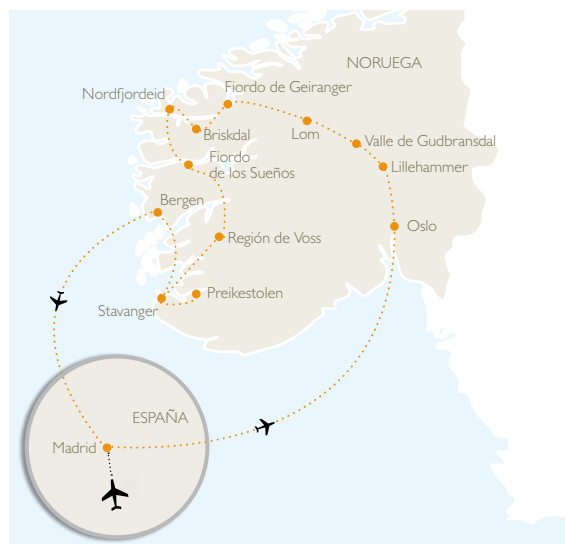 NORUEGA
Fiordo de Geiranger
Nordfjordeid
Briskdal
Lom
Valle de Gudbransdal
Fiordo
de los Sueños
Lillehammer
Bergen
Oslo
Región de Voss
Preikestolen
Stavanger
ESPAÑA
Madrid